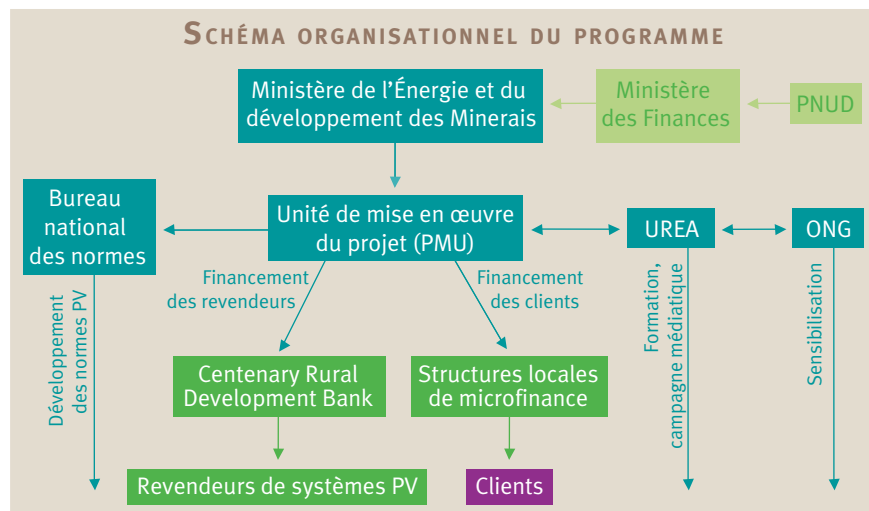 SCHÉMA ORGANISATIONNEL DU PROGRAMME
Ministère de l’Énergie et du
développement des Minerais
Ministère
des Finances
PNUD
Bureau
national
des normes
Unité de mise en œuvre
du projet (PMU)
UREA
ONG
Financement
des revendeurs
Financement
des clients
Développement
des normes PV
Formation,
campagne médiatique
Sensibilisation
Centenary Rural
Development Bank
Structures locales
de microfinance
Revendeurs de systèmes PV
Clients